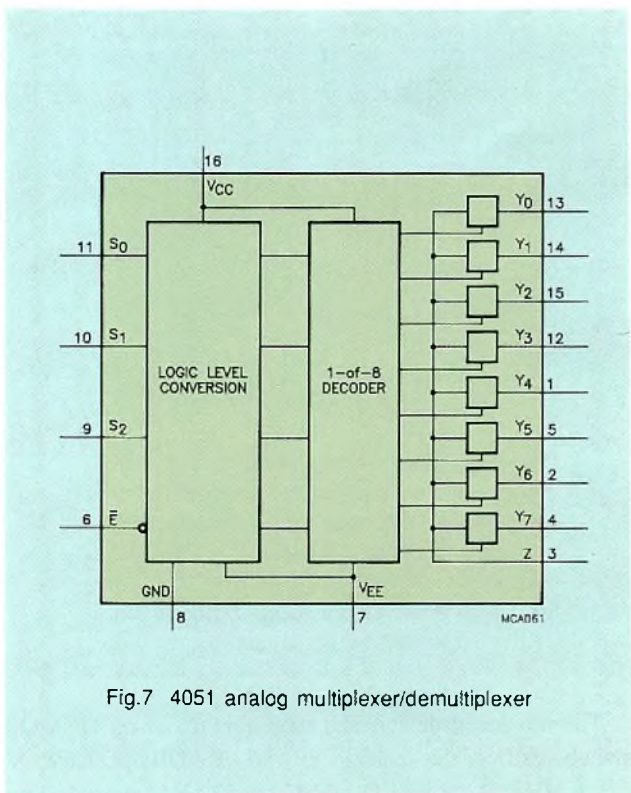 16
VCC
Y0 13
11 S0
Y1 14
Y2 15
10 S1
Y3 12
LOGIC LEVEL
CONVERSION
1-of-8
DECODER
Y4 1
9 S2
Y5 5
Y6 2
6 E̅
Y7 4
Z 3
GND
VEE
8
7
MCA061
Fig.7 4051 analog multiplexer/demultiplexer